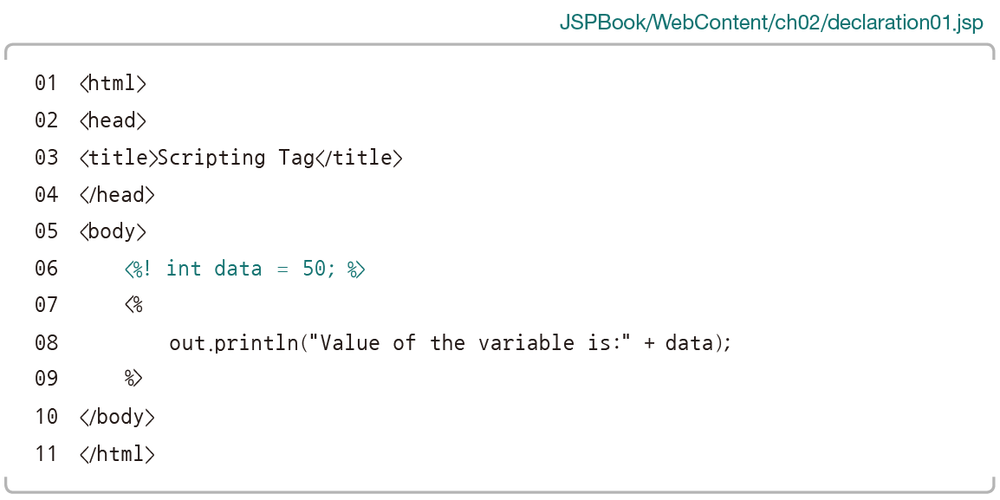 JSPBook/WebContent/ch02/declaration01.jsp
01 <html>
02 <head>
03 <title>Scripting Tag</title>
04 </head>
05 <body>
06     <%! int data = 50; %>
07     <%
08         out.println("Value of the variable is:" + data);
09     %>
10 </body>
11 </html>